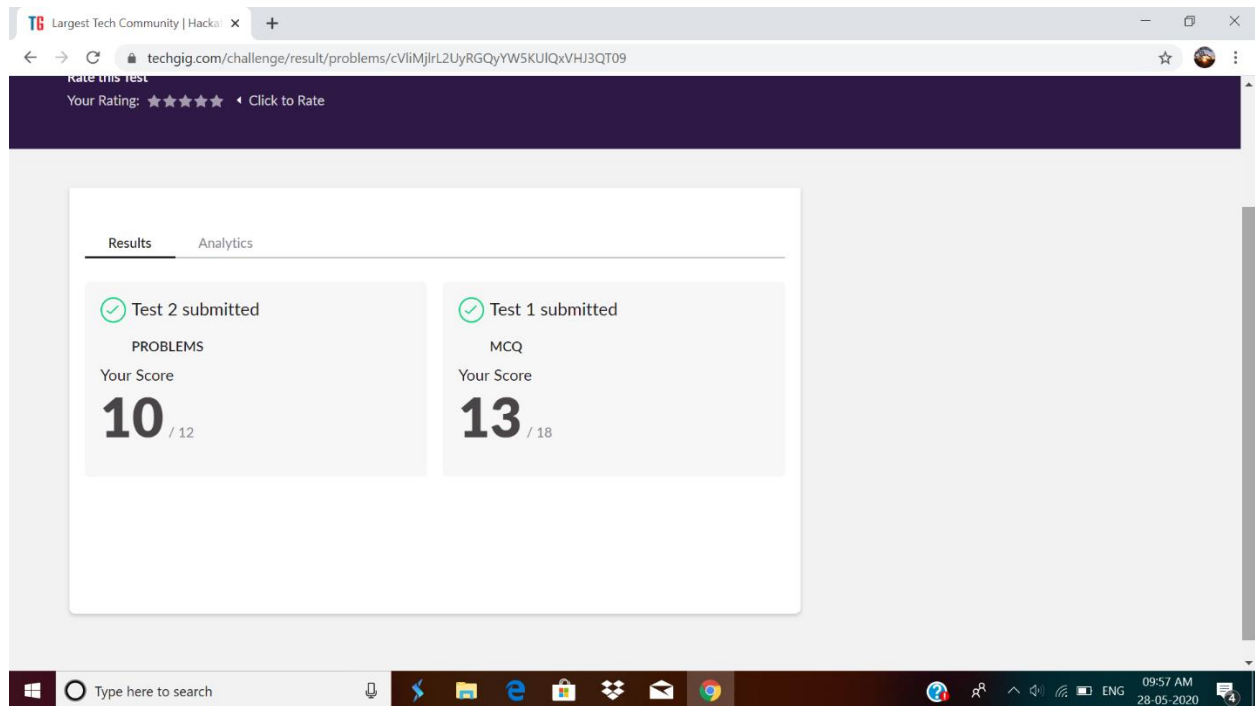 TG Largest Tech Community | Hacka
techgig.com/challenge/result/problems/cVliMjlrL2UyRGQyYW5KUlQxVHJ3QT09
Rate this Test
Your Rating: Click to Rate
Results Analytics
Test 2 submitted
PROBLEMS
Your Score
10 / 12
Test 1 submitted
MCQ
Your Score
13 / 18
Type here to search
ENG
09:57 AM
28-05-2020
4